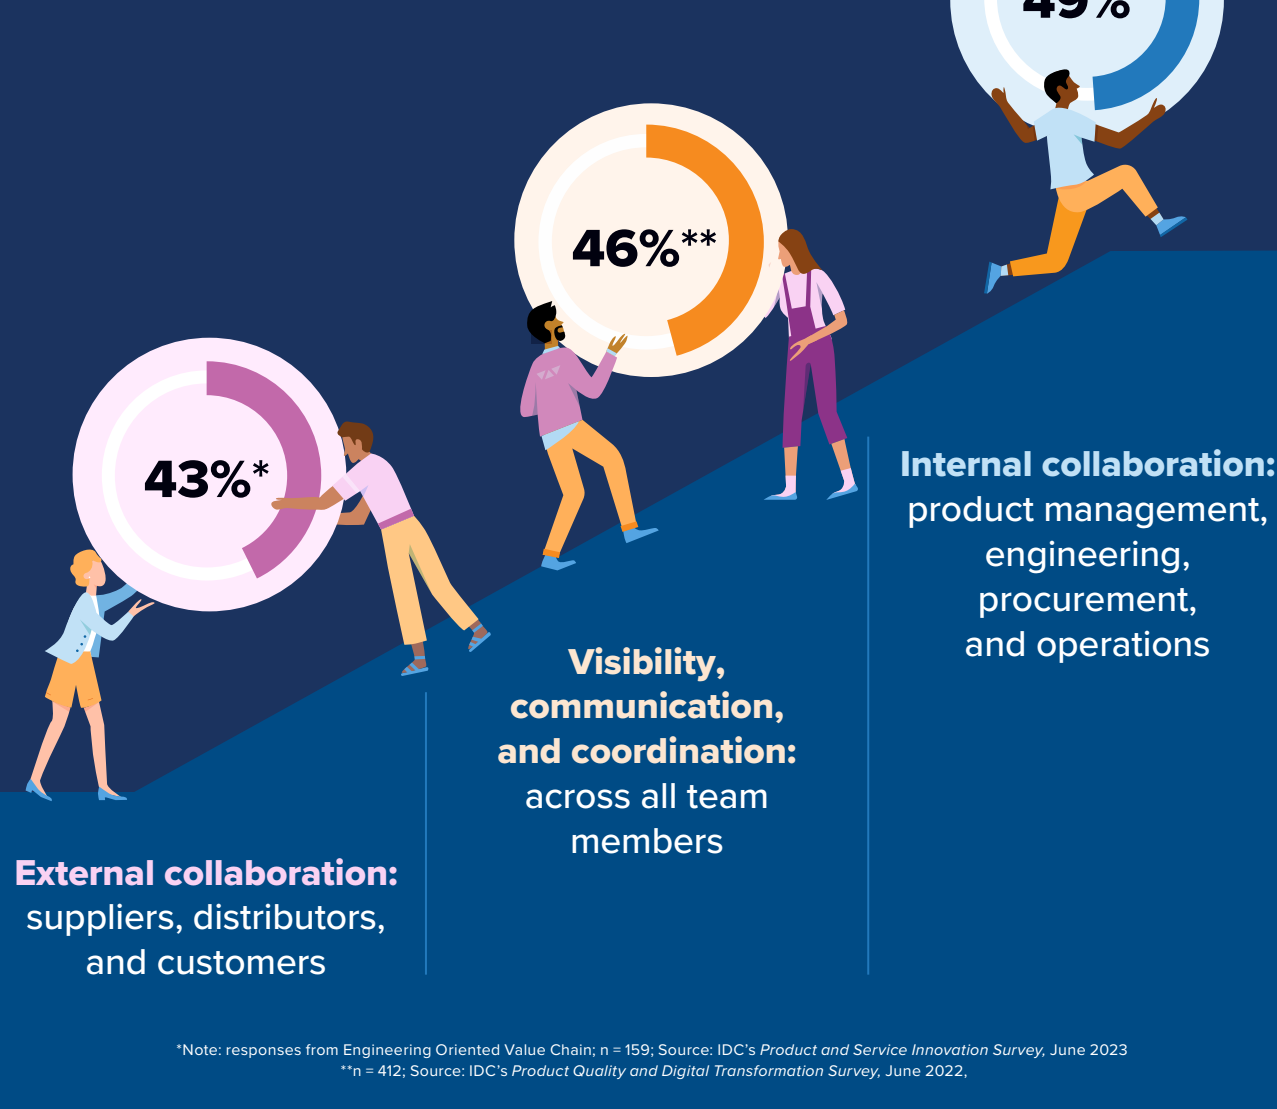 49%
46%**
43%*
Internal collaboration:
product management,
engineering,
procurement,
and operations
Visibility,
communication,
and coordination:
across all team
members
External collaboration:
suppliers, distributors,
and customers
*Note: responses from Engineering Oriented Value Chain; n = 159; Source: IDC’s Product and Service Innovation Survey, June 2023
**n = 412; Source: IDC’s Product Quality and Digital Transformation Survey, June 2022,